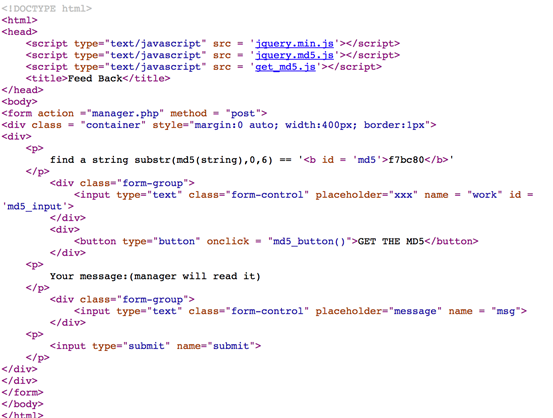 <!DOCTYPE html>
<html>
<head>
    <script type="text/javascript" src = 'jquery.min.js'></script>
    <script type="text/javascript" src = 'jquery.md5.js'></script>
    <script type="text/javascript" src = 'get_md5.js'></script>
    <title>Feed Back</title>
</head>
<body>
<form action ="manager.php" method = "post">
<div class = "container" style="margin:0 auto; width:400px; border:1px">
<div>
    <p>
        find a string substr(md5(string),0,6) == '<b id = 'md5'>f7bc80</b>'
    </p>
        <div class="form-group">
            <input type="text" class="form-control" placeholder="xxx" name = "work" id =
'md5_input'>
        </div>
        <div>
            <button type="button" onclick = "md5_button()">GET THE MD5</button>
        </div>
    <p>
        Your message:(manager will read it)
    </p>
        <div class="form-group">
            <input type="text" class="form-control" placeholder="message" name = "msg">
        </div>
    <p>
        <input type="submit" name="submit">
    </p>
</div>
</div>
</form>
</body>
</html>